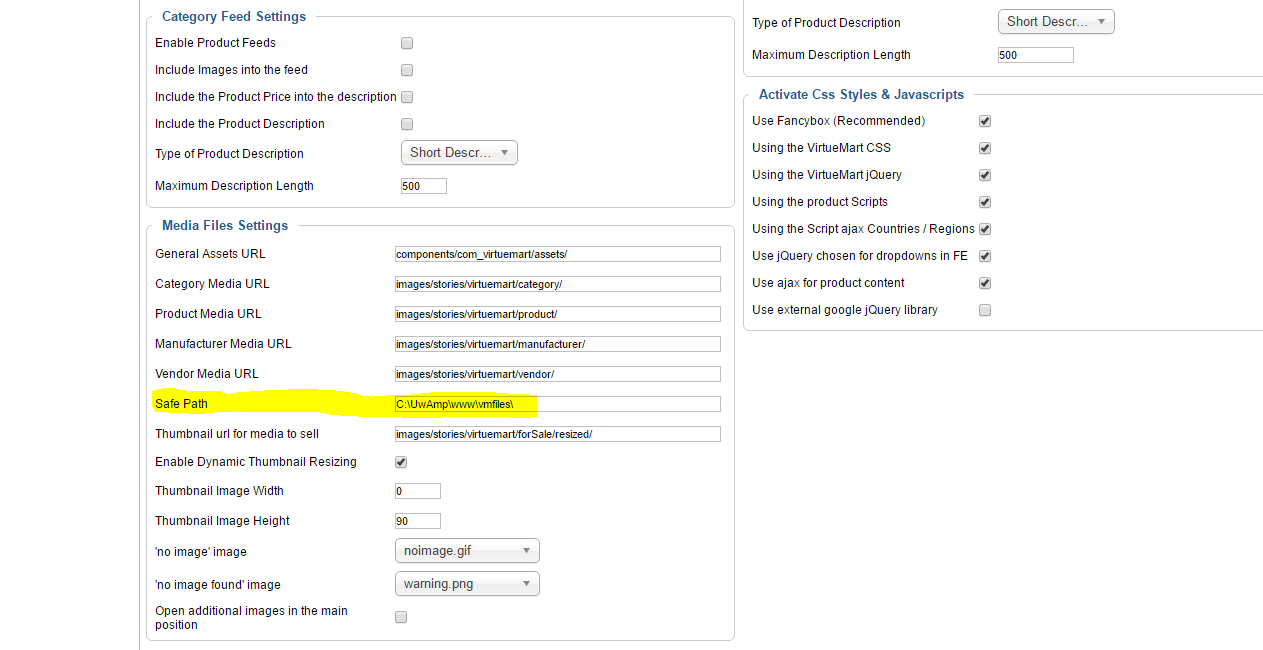 Category Feed Settings
Enable Product Feeds
Include Images into the feed
Include the Product Price into the description
Include the Product Description
Type of Product Description Short Descr...
Maximum Description Length 500
Media Files Settings
General Assets URL components/com_virtuemart/assets/
Category Media URL images/stories/virtuemart/category/
Product Media URL images/stories/virtuemart/product/
Manufacturer Media URL images/stories/virtuemart/manufacturer/
Vendor Media URL images/stories/virtuemart/vendor/
Safe Path C:\UwAmp\www\vmfiles\
Thumbnail url for media to sell images/stories/virtuemart/forSale/resized/
Enable Dynamic Thumbnail Resizing
Thumbnail Image Width 0
Thumbnail Image Height 90
'no image' image noimage.gif
'no image found' image warning.png
Open additional images in the main
position
Type of Product Description Short Descr...
Maximum Description Length 500
Activate Css Styles & Javascripts
Use Fancybox (Recommended)
Using the VirtueMart CSS
Using the VirtueMart jQuery
Using the product Scripts
Using the Script ajax Countries / Regions
Use jQuery chosen for dropdowns in FE
Use ajax for product content
Use external google jQuery library